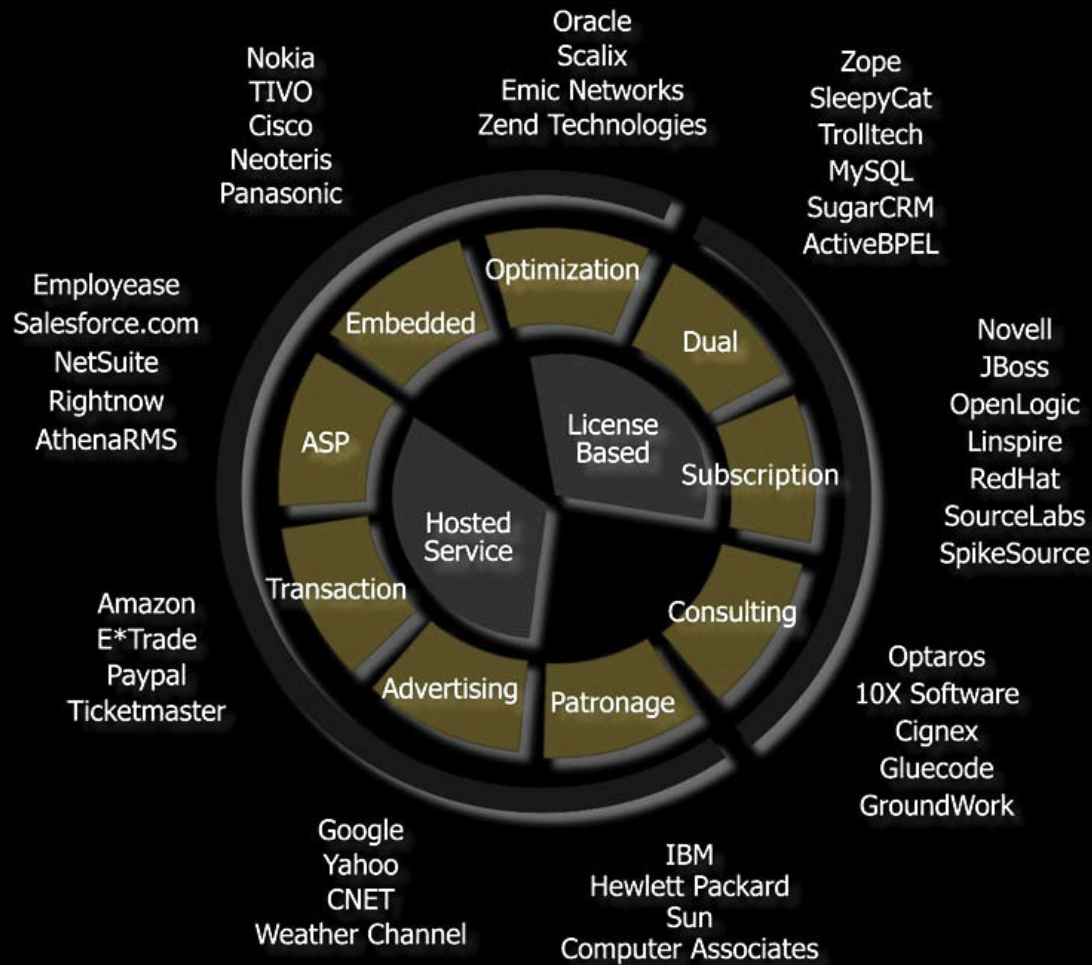 Oracle
Scalix
Emic Networks
Zend Technologies
Nokia
TIVO
Cisco
Neoteris
Panasonic
Zope
SleepyCat
Trolltech
MySQL
SugarCRM
ActiveBPEL
Employease
Salesforce.com
NetSuite
Rightnow
AthenaRMS
Novell
JBoss
OpenLogic
Linspire
RedHat
SourceLabs
SpikeSource
Optimization
Embedded
Dual
ASP
License
Based
Subscription
Hosted
Service
Transaction
Consulting
Advertising
Patronage
Amazon
E*Trade
Paypal
Ticketmaster
Optaros
10X Software
Cignex
Gluecode
GroundWork
Google
Yahoo
CNET
Weather Channel
IBM
Hewlett Packard
Sun
Computer Associates